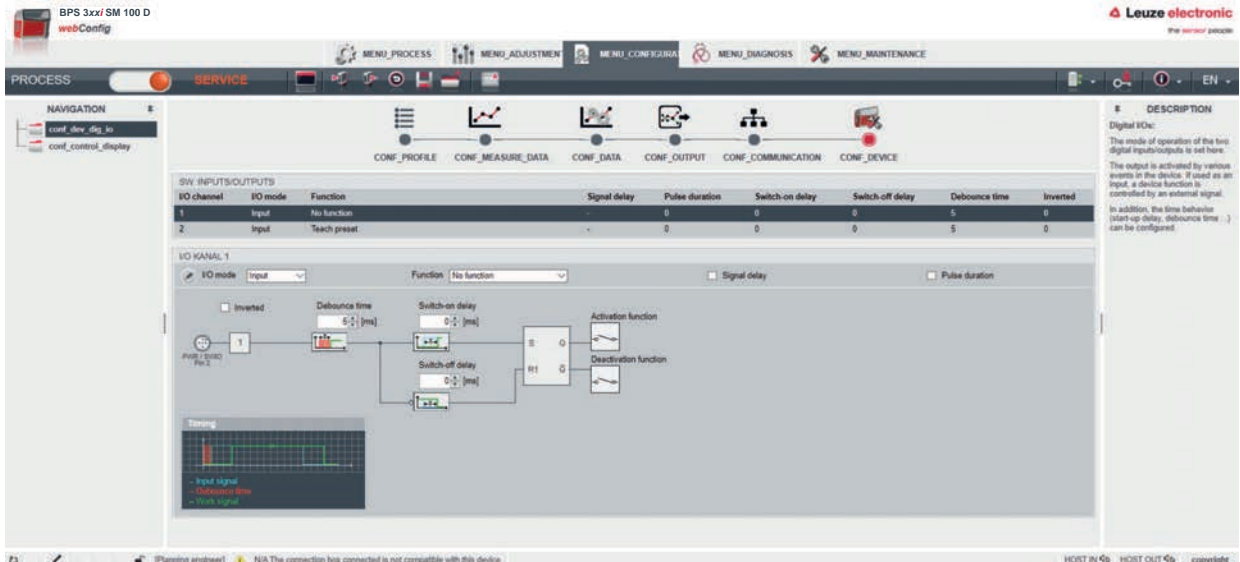 BPS 3xxi SM 100 D
webConfig
Leuze electronic
the sensor people
MENU_PROCESS
MENU_ADJUSTMEN
MENU_CONFIGURAT
MENU_DIAGNOSIS
MENU_MAINTENANCE
PROCESS
SERVICE
EN
NAVIGATION
conf_dev_dig_io
conf_control_display
CONF_PROFILE
CONF_MEASURE_DATA
CONF_DATA
CONF_OUTPUT
CONF_COMMUNICATION
CONF_DEVICE
SW INPUTS/OUTPUTS
I/O channel I/O mode Function Signal delay Pulse duration Switch-on delay Switch-off delay Debounce time Inverted
1 Input No function - 0 0 0 5 0
2 Input Teach preset - 0 0 0 5 0
I/O KANAL 1
I/O mode Input Function No function Signal delay Pulse duration
Inverted
Debounce time
5 [ms]
Switch-on delay
0 [ms]
Activation function
PWR / SWIO
Pin 2
1
S Q
Switch-off delay
0 [ms]
R1 Q̅
Deactivation function
Timing
- Input signal
- Debounce time
- Work signal
DESCRIPTION
Digital I/Os:
The mode of operation of the two
digital inputs/outputs is set here.
The output is activated by various
events in the device. If used as an
input, a device function is
controlled by an external signal.
In addition, the time behavior
(start-up delay, debounce time ...)
can be configured.
[Planning engineer]
N/A The connection box connected is not compatible with this device
HOST IN
HOST OUT
copyright